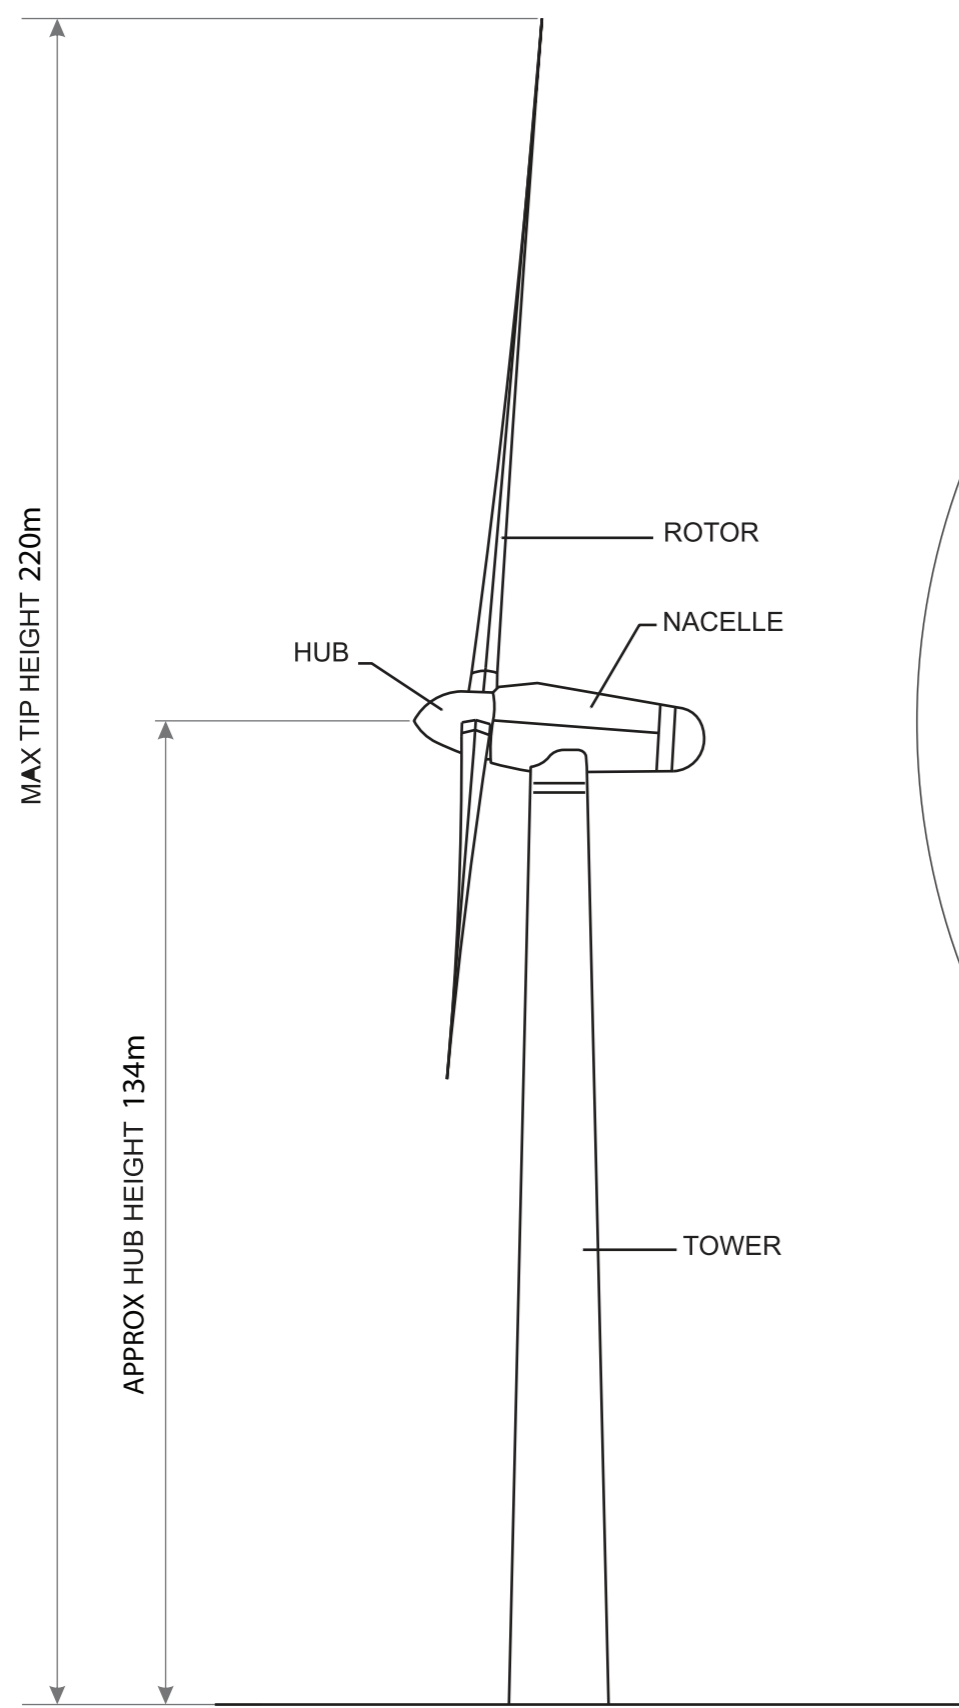 ROTOR
NACELLE
HUB
MAX TIP HEIGHT 220m
APPROX HUB HEIGHT 134m
TOWER